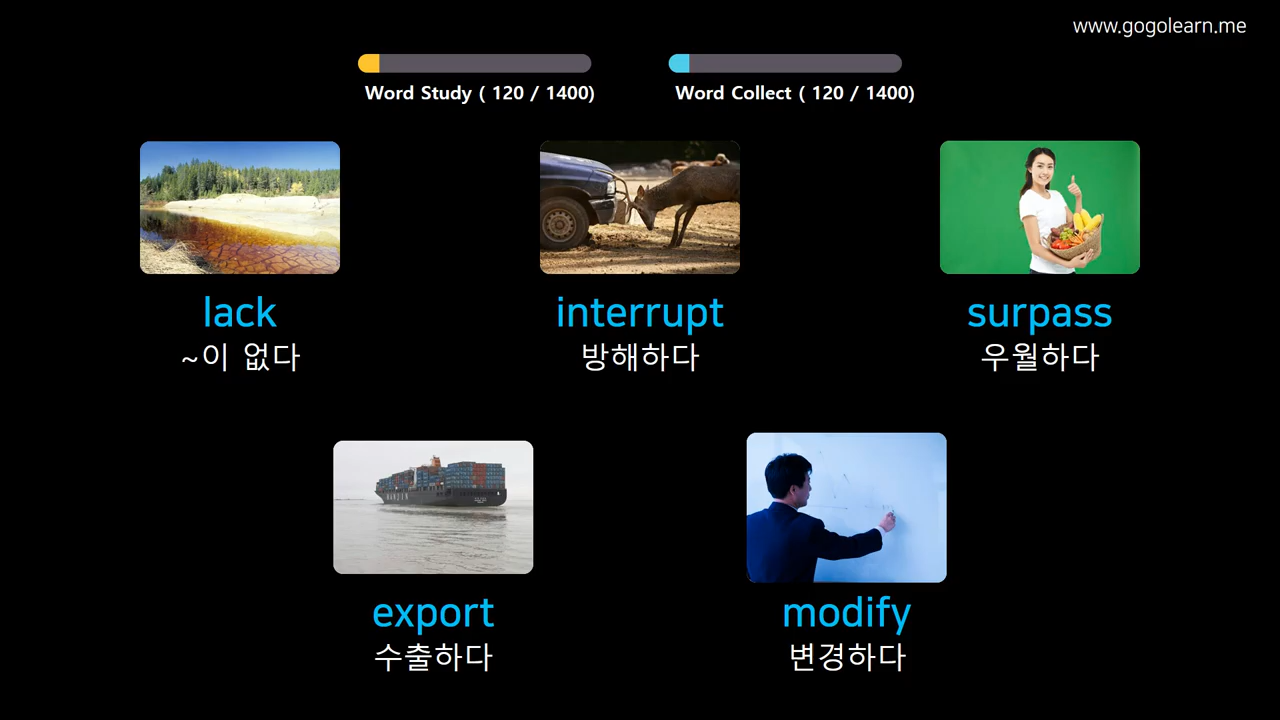 www.gogolearn.me
Word Study ( 120 / 1400)
Word Collect ( 120 / 1400)
lack
~이 없다
interrupt
방해하다
surpass
우월하다
export
수출하다
modify
변경하다